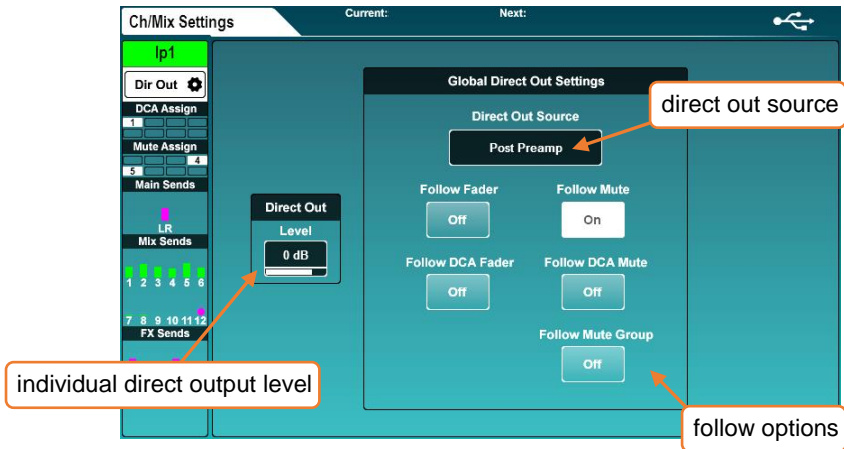 Ch/Mix Settings
Current:
Next:
Ip1
Dir Out
DCA Assign
1
Mute Assign
4
5
Main Sends
LR
Mix Sends
1 2 3 4 5 6
7 8 9 10 11 12
FX Sends
Direct Out
Level
0 dB
Global Direct Out Settings
Direct Out Source
Post Preamp
Follow Fader
Follow Mute
Off
On
Follow DCA Fader
Follow DCA Mute
Off
Off
Follow Mute Group
Off
direct out source
individual direct output level
follow options